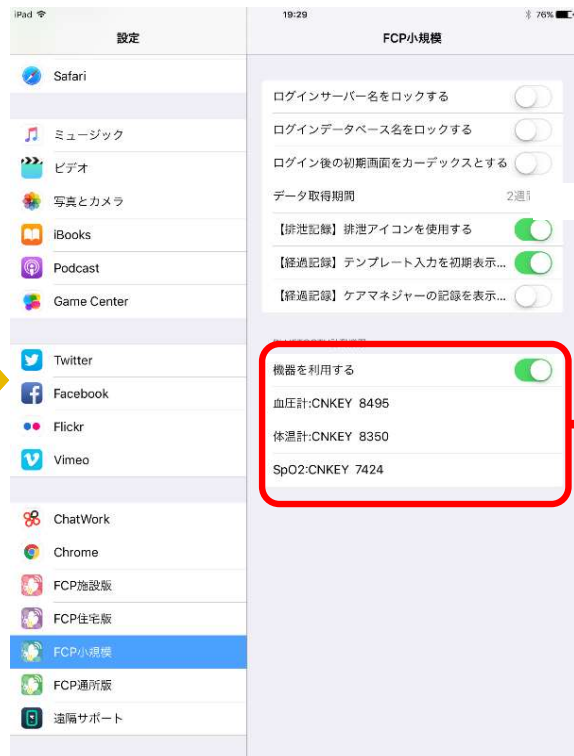 iPad 19:29 76%
設定
Safari
ミュージック
ビデオ
写真とカメラ
iBooks
Podcast
Game Center
Twitter
Facebook
Flickr
Vimeo
ChatWork
Chrome
FCP施設版
FCP住宅版
FCP小規模
FCP通所版
遠隔サポート
FCP小規模
ログインサーバー名をロックする
ログインデータベース名をロックする
ログイン後の初期画面をカーデックスとする
データ取得期間 2週
【排泄記録】排泄アイコンを使用する
【経過記録】テンプレート入力を初期表示...
【経過記録】ケアマネジャーの記録を表示...
機器を利用する
血圧計:CNKEY 8495
体温計:CNKEY 8350
SpO2:CNKEY 7424